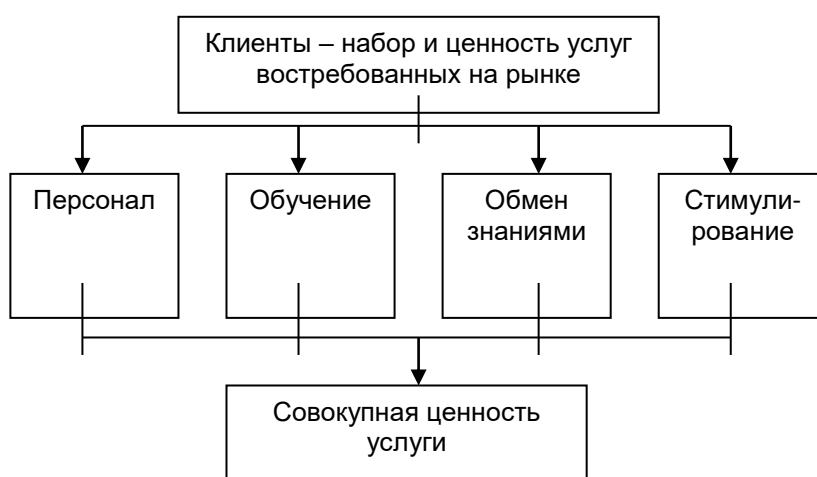 Клиенты – набор и ценность услуг
востребованных на рынке
Персонал
Обучение
Обмен
знаниями
Стимули-
рование
Совокупная ценность
услуги